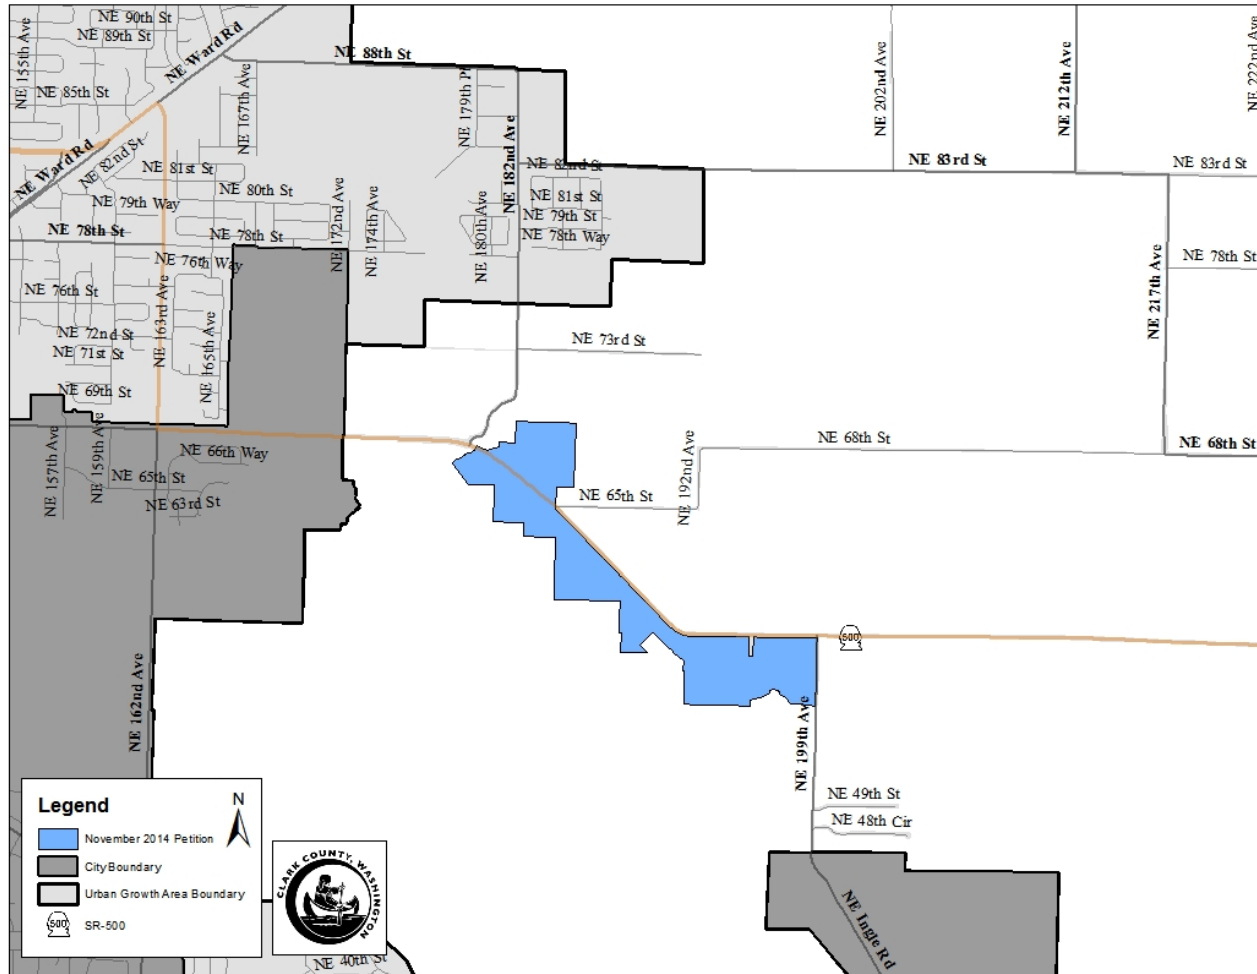 NE 90th St
NE 89th St
NE 155th Ave
NE Ward Rd
NE 88th St
NE 85th St
NE 167th Ave
NE 179th Pl
NE 182nd Ave
NE 202nd Ave
NE 212th Ave
NE 222nd Ave
NE Ward Rd
NE 82nd St
NE 81st St
NE 82nd St
NE 83rd St
NE 83rd St
NE 80th St
NE 81st St
NE 79th Way
NE 79th St
NE 78th St
NE 78th St
NE 172nd Ave
NE 174th Ave
NE 180th Ave
NE 78th Way
NE 76th Way
NE 78th St
NE 217th Ave
NE 76th St
NE 163rd Ave
NE 72nd St
NE 165th Ave
NE 71st St
NE 73rd St
NE 69th St
NE 157th Ave
NE 159th Ave
NE 66th Way
NE 192nd Ave
NE 68th St
NE 68th St
NE 65th St
NE 65th St
NE 63rd St
500
NE 162nd Ave
NE 199th Ave
NE 49th St
NE 48th Cir
NE Ingle Rd
NE 40th St
Legend
N
November 2014 Petition
City Boundary
Urban Growth Area Boundary
500 SR-500
CLARK COUNTY, WASHINGTON